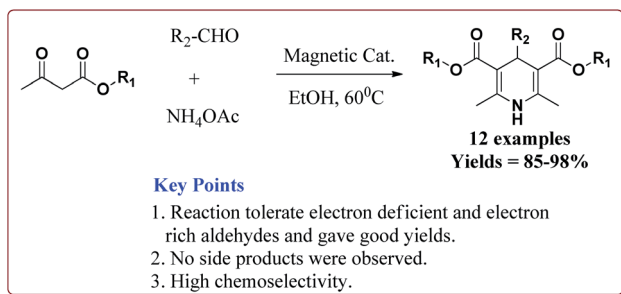 R₂-CHO
+
NH₄OAc
O
O
O
R₁
Magnetic Cat.
EtOH, 60⁰C
O
R₂
O
R₁
O
O
R₁
N
H
12 examples
Yields = 85-98%
Key Points
1. Reaction tolerate electron deficient and electron
rich aldehydes and gave good yields.
2. No side products were observed.
3. High chemoselectivity.